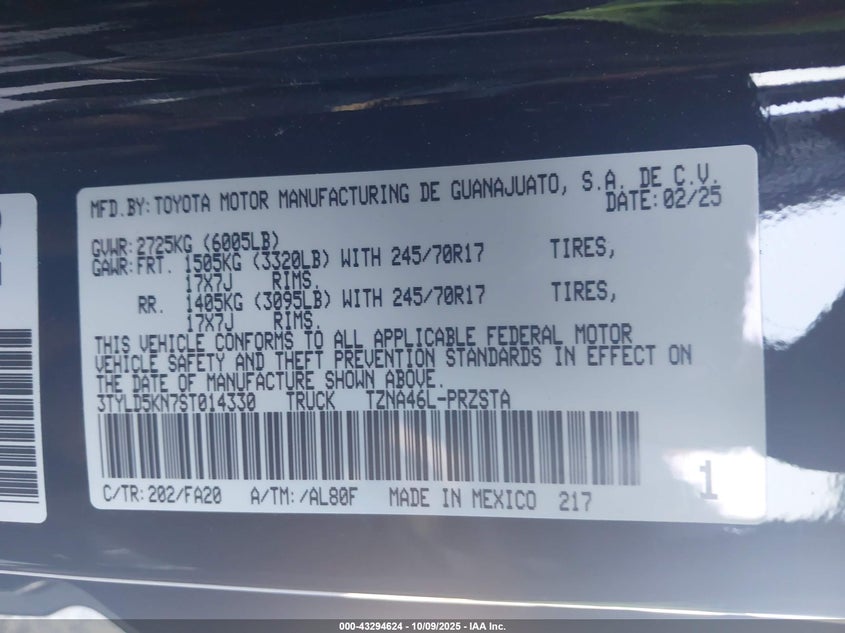 MFD.BY:TOYOTA MOTOR MANUFACTURING DE GUANAJUATO, S.A. DE C.V.
DATE:02/25
GVWR:2725KG (6005LB)
GAWR:FRT. 1505KG (3320LB) WITH 245/70R17 TIRES,
17X7J RIMS.
RR. 1405KG (3095LB) WITH 245/70R17 TIRES,
17X7J RIMS.
THIS VEHICLE CONFORMS TO ALL APPLICABLE FEDERAL MOTOR
VEHICLE SAFETY AND THEFT PREVENTION STANDARDS IN EFFECT ON
THE DATE OF MANUFACTURE SHOWN ABOVE.
3TYLD5KN7ST014330 TRUCK TZNA46L-PRZSTA
C/TR:202/FA20 A/TM:/AL80F MADE IN MEXICO 217
1
000-43294624 - 10/09/2025 - IAA Inc.